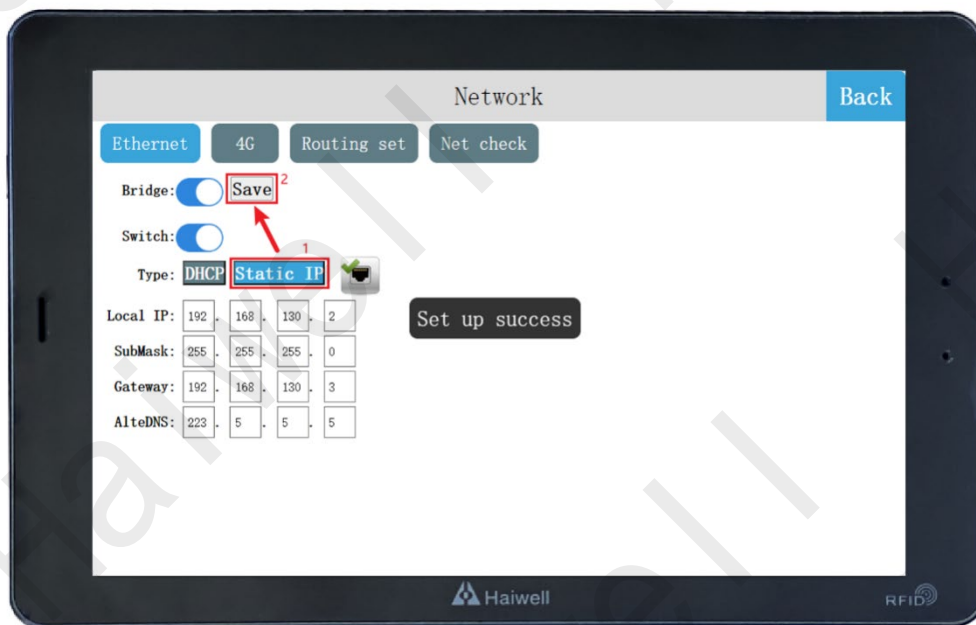 Network
Back
Ethernet 4G Routing set Net check
Bridge: Save 2
Switch:
1
Type: DHCP Static IP
Local IP: 192 . 168 . 130 . 2
Set up success
SubMask: 255 . 255 . 255 . 0
Gateway: 192 . 168 . 130 . 3
AlteDNS: 223 . 5 . 5 . 5
Haiwell
RFID
Haiwell